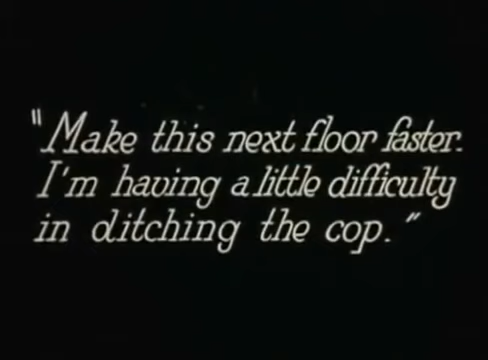 "Make this next floor faster.
I'm having a little difficulty
in ditching the cop."